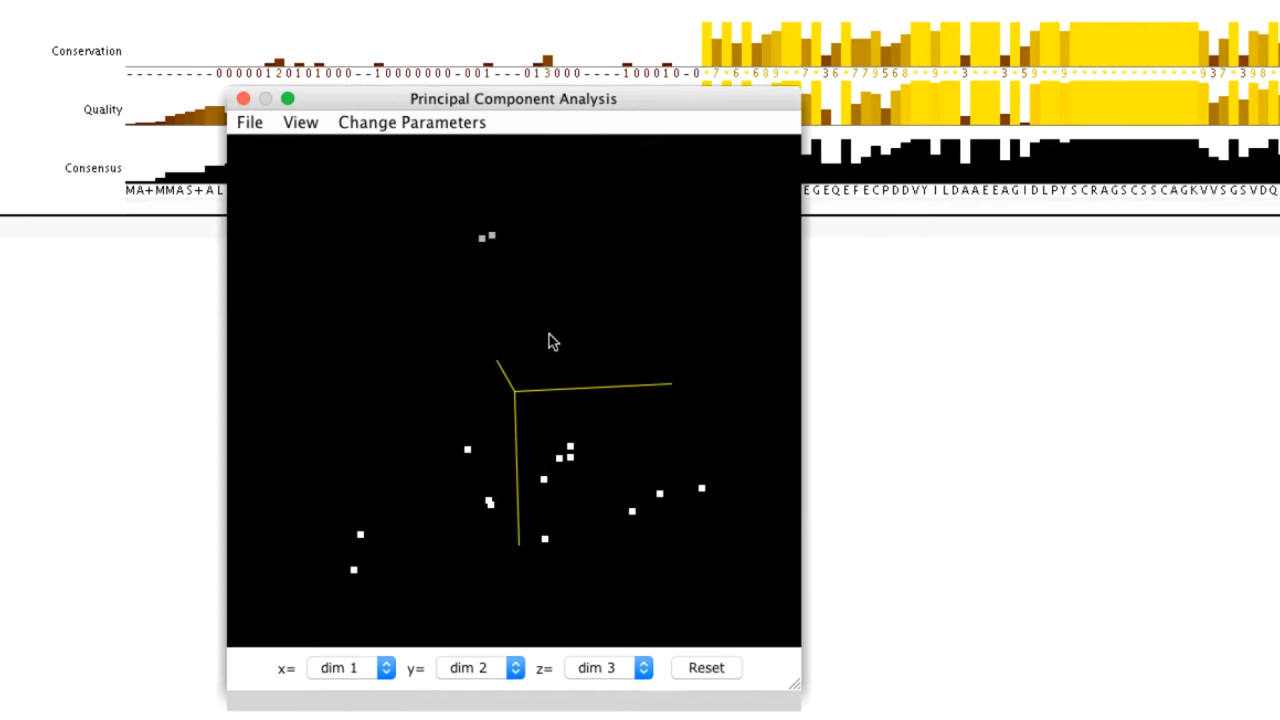 Conservation
- - - - - - - - - 0 0 0 0 0 1 2 0 1 0 1 0 0 0 - - 1 0 0 0 0 0 0 0 - 0 0 1 - - 0 1 3 0 0 0 - - - - 1 0 0 0 1 0 - 0 * 7 * 6 * 6 8 9 * * 7 * 3 6 * 7 7 9 5 6 8 * * 9 * * 3 * * * 3 * 5 9 * * 9 * * * * * * * * * * * * * 9 3 7 * 3 9 8 *
Quality
Principal Component Analysis
File View Change Parameters
Consensus
MA+MMAS+AL EGEQEFECPDDVYILDAAEEAGIDLPYSCRAGSCSSCAGKVVSGSVDQ
x= dim 1 y= dim 2 z= dim 3 Reset